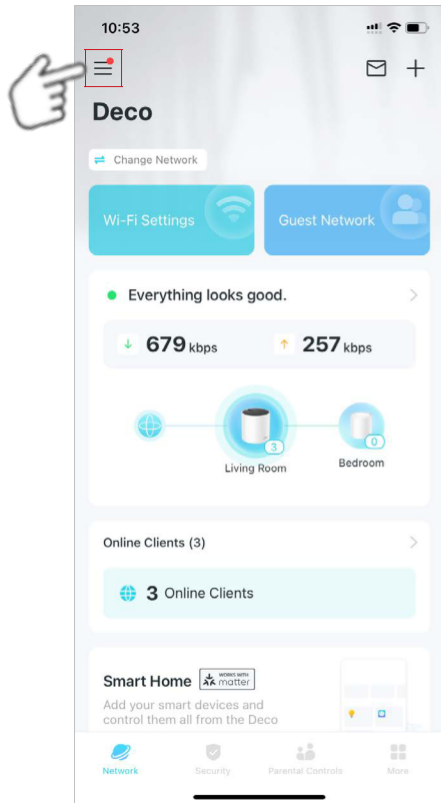 10:53
Deco
Change Network
Wi-Fi Settings
Guest Network
Everything looks good.
679 kbps
257 kbps
3
0
Living Room
Bedroom
Online Clients (3)
3 Online Clients
Smart Home WORKS WITH matter
Add your smart devices and
control them all from the Deco
Network
Security
Parental Controls
More